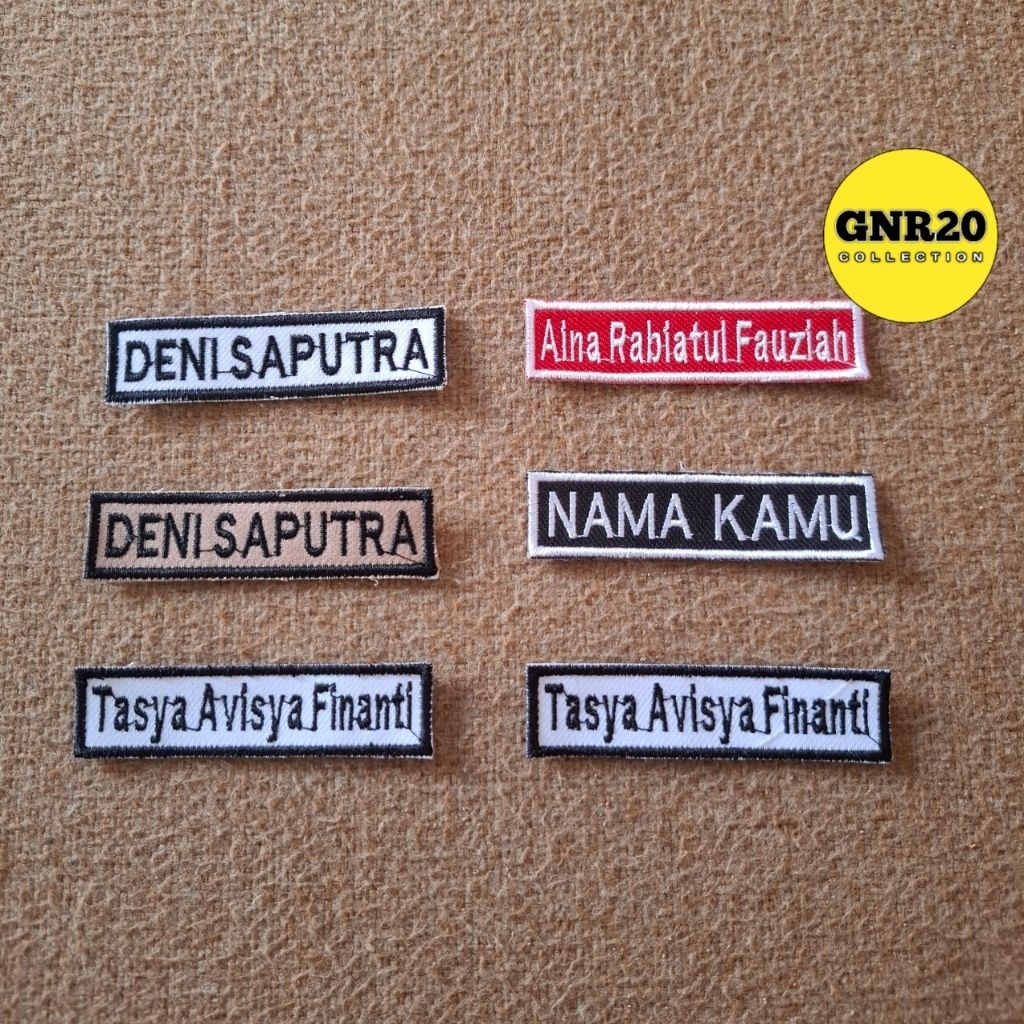 GNR20
COLLECTION
DENI SAPUTRA
Aina Rabiatul Fauziah
DENI SAPUTRA
NAMA KAMU
Tasya Avisya Finanti
Tasya Avisya Finanti